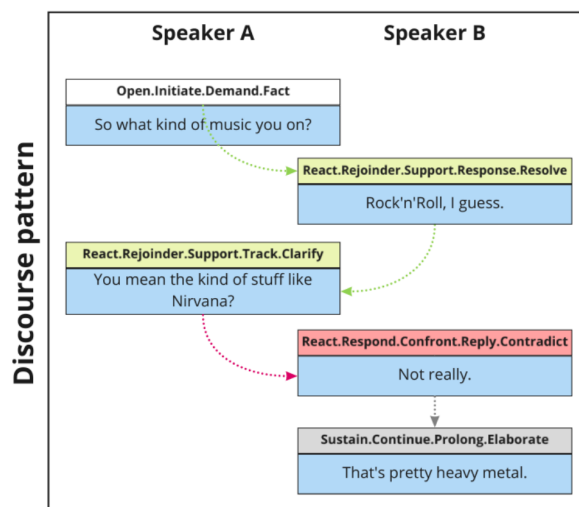 Speaker A
Speaker B
Discourse pattern
Open.Initiate.Demand.Fact
So what kind of music you on?
React.Rejoinder.Support.Response.Resolve
Rock'n'Roll, I guess.
React.Rejoinder.Support.Track.Clarify
You mean the kind of stuff like
Nirvana?
React.Respond.Confront.Reply.Contradict
Not really.
Sustain.Continue.Prolong.Elaborate
That's pretty heavy metal.